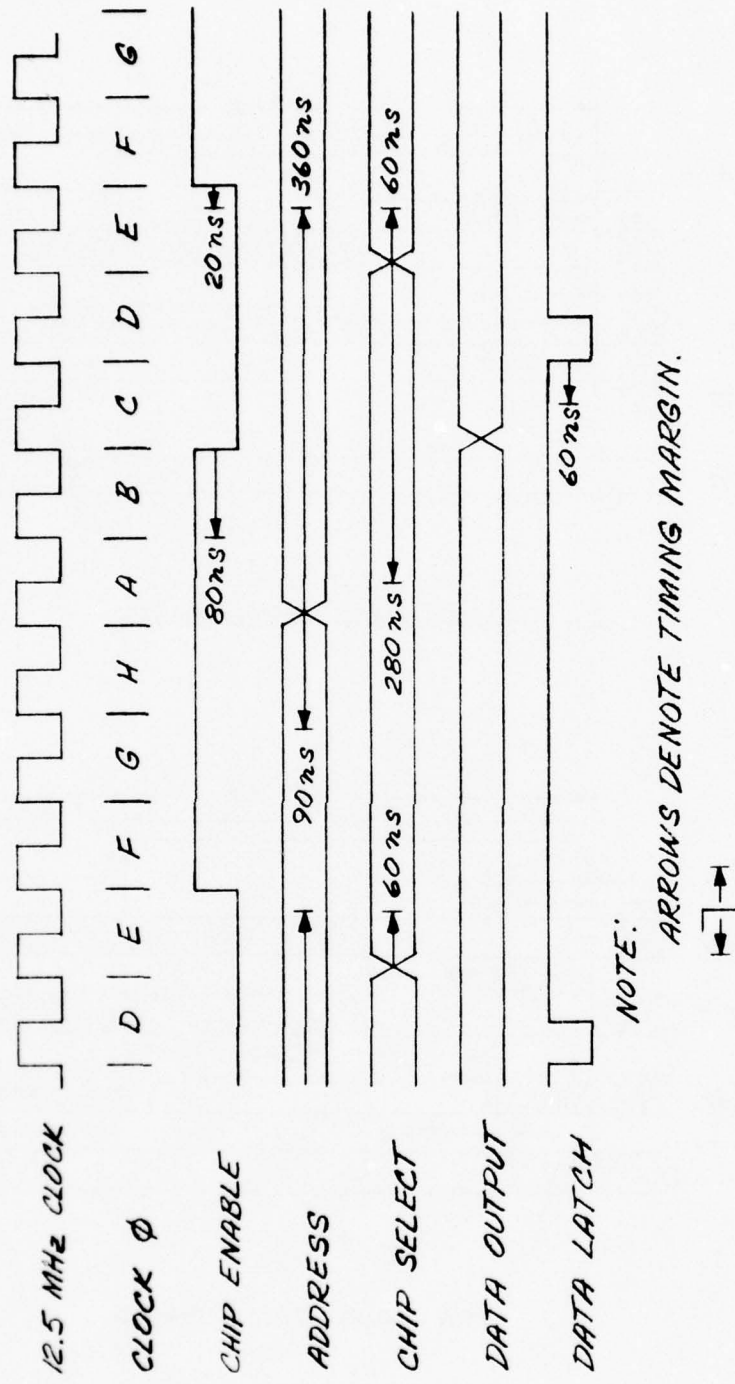 12.5 MHz CLOCK
CLOCK Ø D | E | F | G | H | A | B | C | D | E | F | G |
CHIP ENABLE 80ns 20ns
ADDRESS 90ns 360ns
CHIP SELECT 60ns 280ns 60ns
DATA OUTPUT
DATA LATCH 60ns
NOTE:
ARROWS DENOTE TIMING MARGIN.